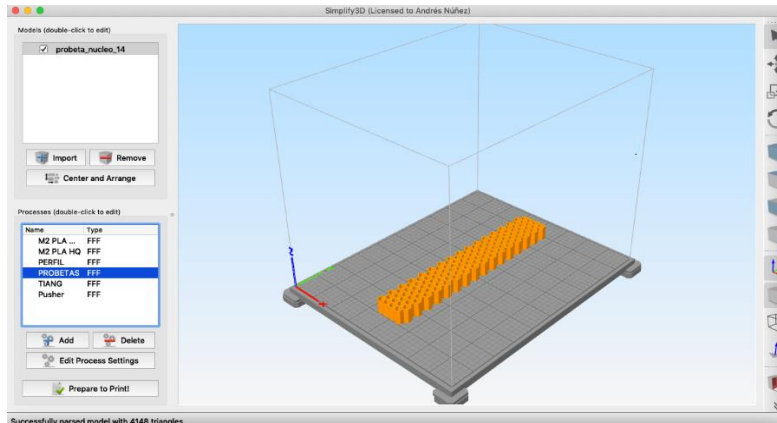 Simplify3D (Licensed to Andrés Núñez)
Models (double-click to edit)
probeta_nucleo_14
Import Remove
Center and Arrange
Processes (double-click to edit)
Name Type
M2 PLA ... FFF
M2 PLA HQ FFF
PERFIL FFF
PROBETAS FFF
TIANG FFF
Pusher FFF
Add Delete
Edit Process Settings
Prepare to Print!
Successfully parsed model with 4148 triangles